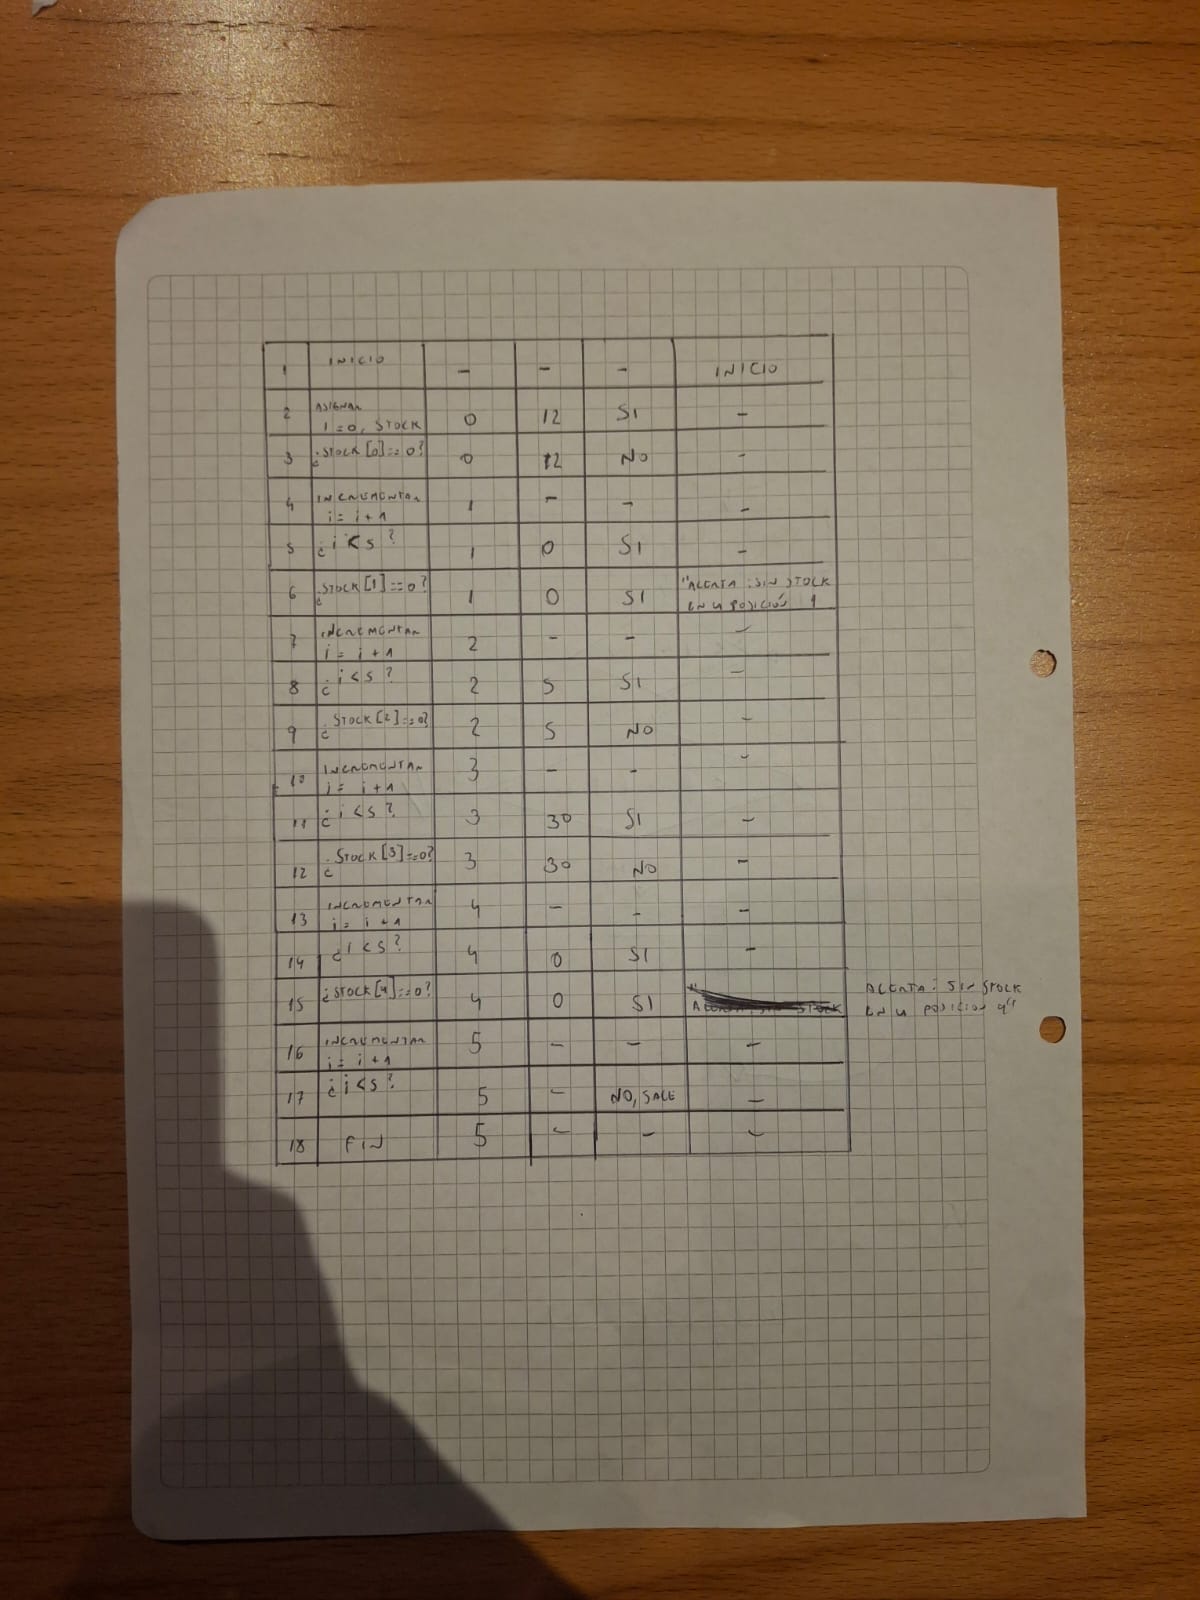 1 INICIO - - - INICIO
2 ASIGNAR
I=0, STOCK 0 12 SI -
3 ¿STOCK[0]==0? 0 12 NO -
4 INCREMENTAR
i= i+1 1 - - -
5 ¿i<5? 1 0 SI -
6 ¿STOCK[1]==0? 1 0 SI "ALERTA: SIN STOCK
EN LA POSICIÓN 1
7 INCREMENTAR
i= i+1 2 - - -
8 ¿i<5? 2 5 SI -
9 ¿STOCK[2]==0? 2 5 NO -
10 INCREMENTAR
i= i+1 3 - - -
11 ¿i<5? 3 30 SI -
12 ¿STOCK[3]==0? 3 30 NO -
13 INCREMENTAR
i= i+1 4 - - -
14 ¿i<5? 4 0 SI -
15 ¿STOCK[4]==0? 4 0 SI " ALERTA: SIN STOCK
ALERTA: SIN STOCK EN LA POSICION 4"
16 INCREMENTAR
i= i+1 5 - - -
17 ¿i<5? 5 - NO, SALE -
18 FIN 5 - - -